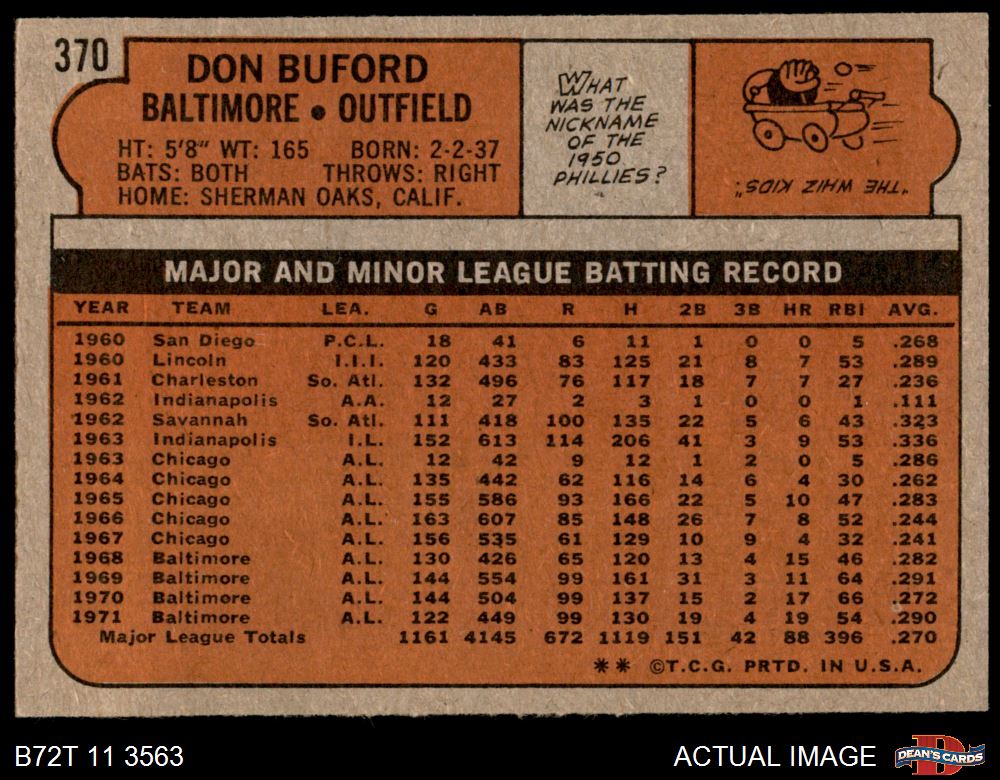 370
DON BUFORD
BALTIMORE • OUTFIELD
HT: 5'8" WT: 165 BORN: 2-2-37
BATS: BOTH THROWS: RIGHT
HOME: SHERMAN OAKS, CALIF.
WHAT
WAS THE
NICKNAME
OF THE
1950
PHILLIES?
"THE WHIZ KIDS"
MAJOR AND MINOR LEAGUE BATTING RECORD
YEAR TEAM LEA. G AB R H 2B 3B HR RBI AVG.
1960 San Diego P.C.L. 18 41 6 11 1 0 0 5 .268
1960 Lincoln I.I.I. 120 433 83 125 21 8 7 53 .289
1961 Charleston So. Atl. 132 496 76 117 18 7 7 27 .236
1962 Indianapolis A.A. 12 27 2 3 1 0 0 1 .111
1962 Savannah So. Atl. 111 418 100 135 22 5 6 43 .323
1963 Indianapolis I.L. 152 613 114 206 41 3 9 53 .336
1963 Chicago A.L. 12 42 9 12 1 2 0 5 .286
1964 Chicago A.L. 135 442 62 116 14 6 4 30 .262
1965 Chicago A.L. 155 586 93 166 22 5 10 47 .283
1966 Chicago A.L. 163 607 85 148 26 7 8 52 .244
1967 Chicago A.L. 156 535 61 129 10 9 4 32 .241
1968 Baltimore A.L. 130 426 65 120 13 4 15 46 .282
1969 Baltimore A.L. 144 554 99 161 31 3 11 64 .291
1970 Baltimore A.L. 144 504 99 137 15 2 17 66 .272
1971 Baltimore A.L. 122 449 99 130 19 4 19 54 .290
Major League Totals 1161 4145 672 1119 151 42 88 396 .270
** ©T.C.G. PRTD. IN U.S.A.
B72T 11 3563
ACTUAL IMAGE
D
DEAN'S CARDS